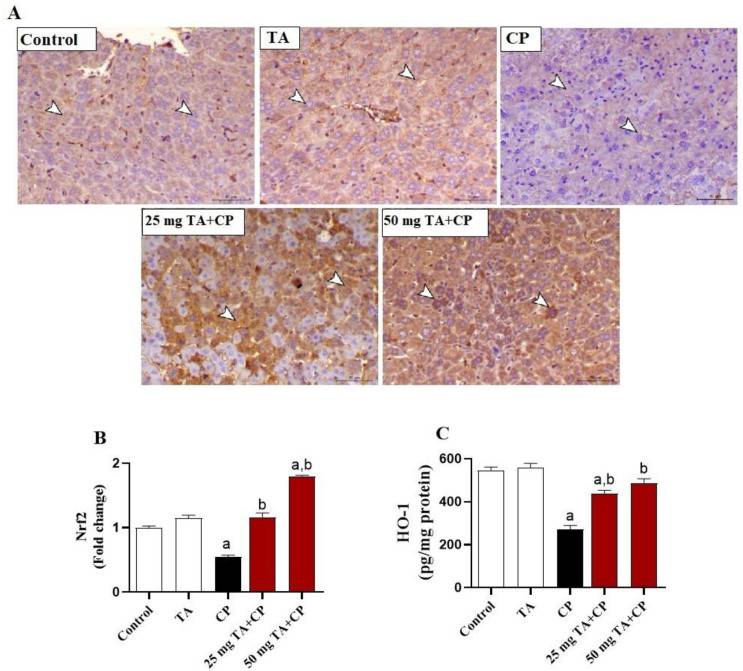 A
Control
TA
CP
25 mg TA+CP
50 mg TA+CP
B
Nrf2
(Fold change)
2
1
0
a
b
a,b
Control
TA
CP
25 mg TA+CP
50 mg TA+CP
C
HO-1
(pg/mg protein)
600
400
200
0
a
a,b
b
Control
TA
CP
25 mg TA+CP
50 mg TA+CP